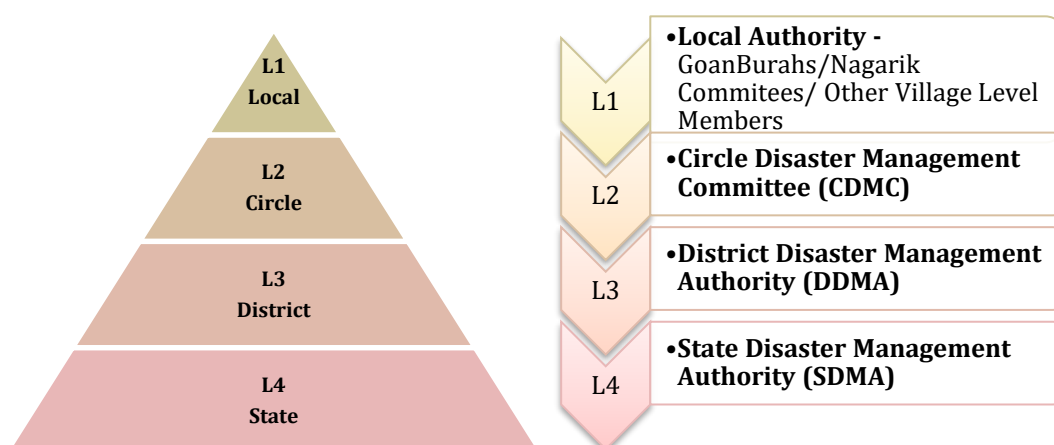 L1
Local
L2
Circle
L3
District
L4
State
L1
•Local Authority -
GoanBurahs/Nagarik
Commitees/ Other Village Level
Members
L2
•Circle Disaster Management
Committee (CDMC)
L3
•District Disaster Management
Authority (DDMA)
L4
•State Disaster Management
Authority (SDMA)